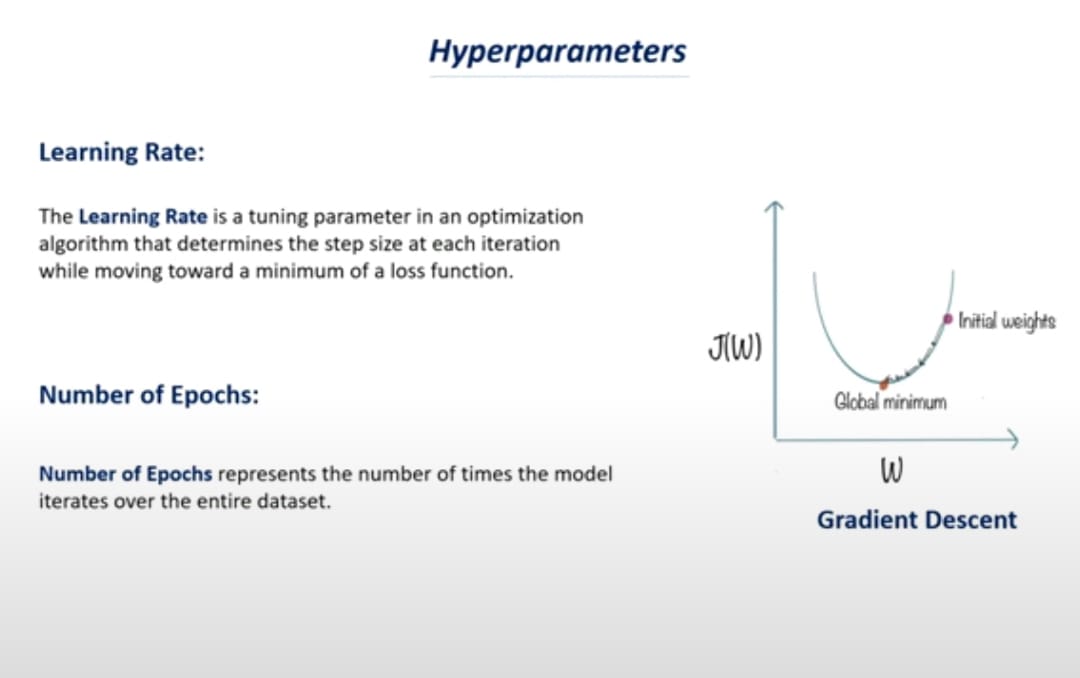 Hyperparameters
Learning Rate:
The Learning Rate is a tuning parameter in an optimization
algorithm that determines the step size at each iteration
while moving toward a minimum of a loss function.
Number of Epochs:
Number of Epochs represents the number of times the model
iterates over the entire dataset.
J(W)
Initial weights
Global minimum
W
Gradient Descent